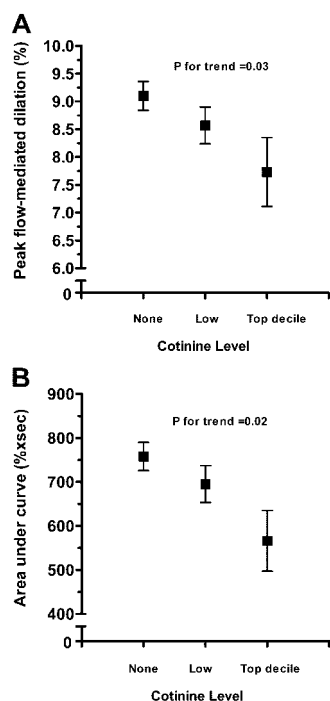 A
Peak flow-mediated dilation (%)
10.0
9.5
9.0
8.5
8.0
7.5
7.0
6.5
6.0
0
P for trend =0.03
None Low Top decile
Cotinine Level
B
Area under curve (%xsec)
900
800
700
600
500
400
0
P for trend =0.02
None Low Top decile
Cotinine Level